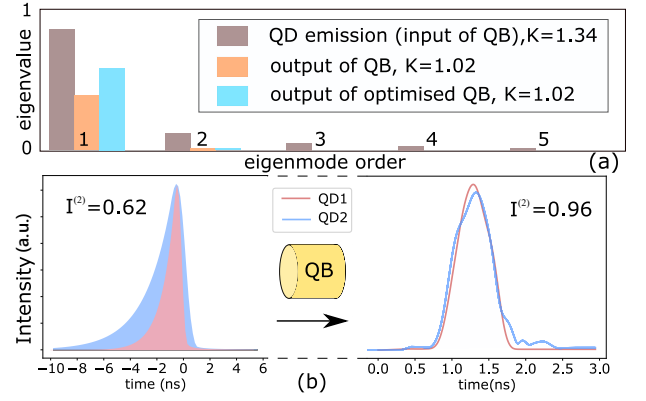 1
eigenvalue
0
QD emission (input of QB),K=1.34
output of QB, K=1.02
output of optimised QB, K=1.02
1 2 3 4 5
eigenmode order
(a)
(b)
Intensity (a.u.)
I⁽²⁾=0.62
QD1
QD2
QB
I⁽²⁾=0.96
−10 −8 −6 −4 −2 0 2 4 6
time (ns)
0.0 0.5 1.0 1.5 2.0 2.5 3.0
time(ns)